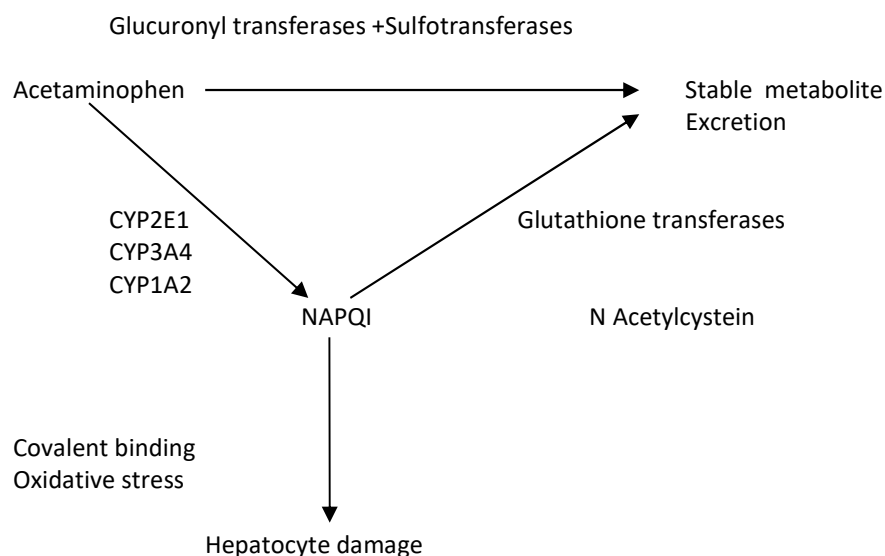 Glucuronyl transferases +Sulfotransferases
Acetaminophen
Stable metabolite
Excretion
CYP2E1
CYP3A4
CYP1A2
Glutathione transferases
NAPQI
N Acetylcystein
Covalent binding
Oxidative stress
Hepatocyte damage